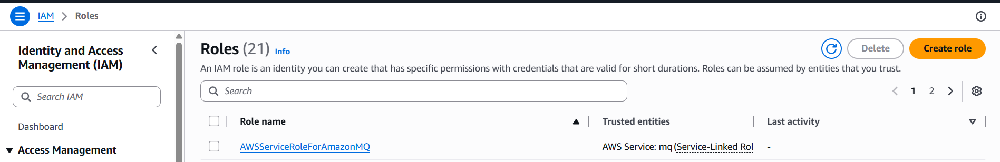 IAM > Roles
Identity and Access
Management (IAM)
Search IAM
Dashboard
Access Management
Roles (21) Info
Delete
Create role
An IAM role is an identity you can create that has specific permissions with credentials that are valid for short durations. Roles can be assumed by entities that you trust.
Search
1 2
Role name Trusted entities Last activity
AWSServiceRoleForAmazonMQ AWS Service: mq (Service-Linked Rol -